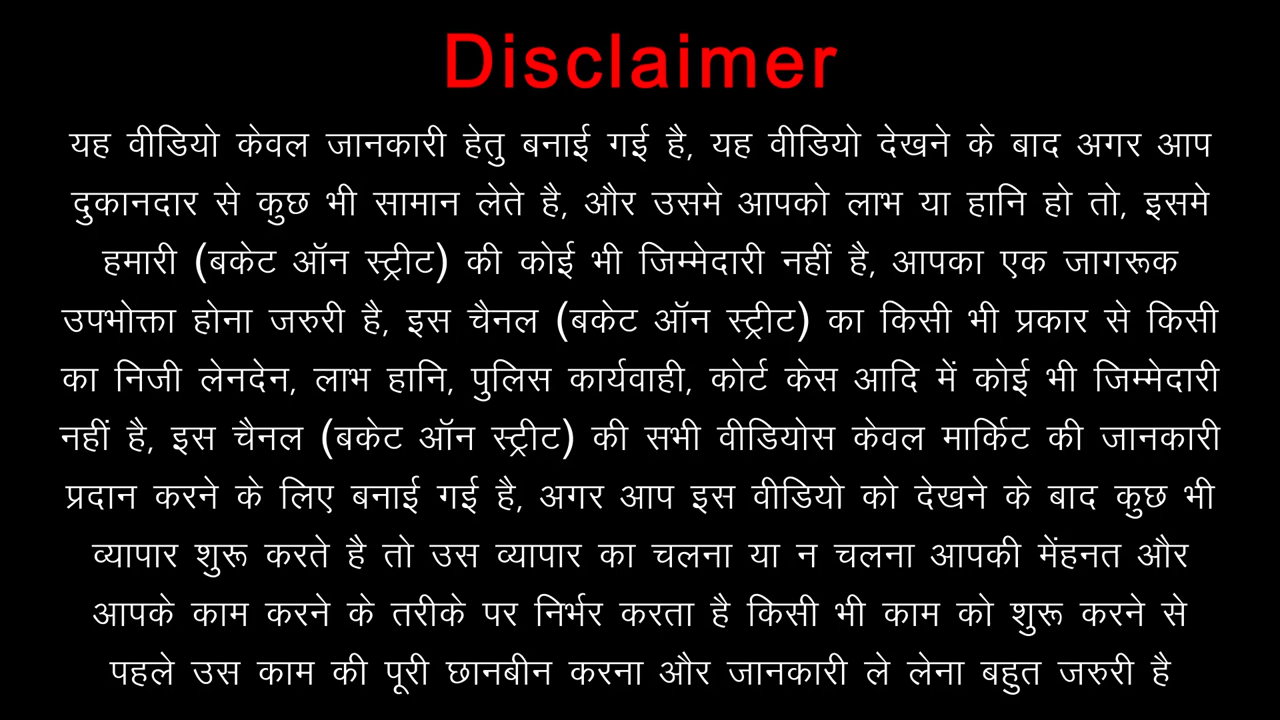 Disclaimer
यह वीडियो केवल जानकारी हेतु बनाई गई है, यह वीडियो देखने के बाद अगर आप
दुकानदार से कुछ भी सामान लेते है, और उसमे आपको लाभ या हानि हो तो, इसमे
हमारी (बकेट ऑन स्ट्रीट) की कोई भी जिम्मेदारी नहीं है, आपका एक जागरूक
उपभोक्ता होना जरुरी है, इस चैनल (बकेट ऑन स्ट्रीट) का किसी भी प्रकार से किसी
का निजी लेनदेन, लाभ हानि, पुलिस कार्यवाही, कोर्ट केस आदि में कोई भी जिम्मेदारी
नहीं है, इस चैनल (बकेट ऑन स्ट्रीट) की सभी वीडियोस केवल मार्किट की जानकारी
प्रदान करने के लिए बनाई गई है, अगर आप इस वीडियो को देखने के बाद कुछ भी
व्यापार शुरू करते है तो उस व्यापार का चलना या न चलना आपकी मेंहनत और
आपके काम करने के तरीके पर निर्भर करता है किसी भी काम को शुरू करने से
पहले उस काम की पूरी छानबीन करना और जानकारी ले लेना बहुत जरुरी है